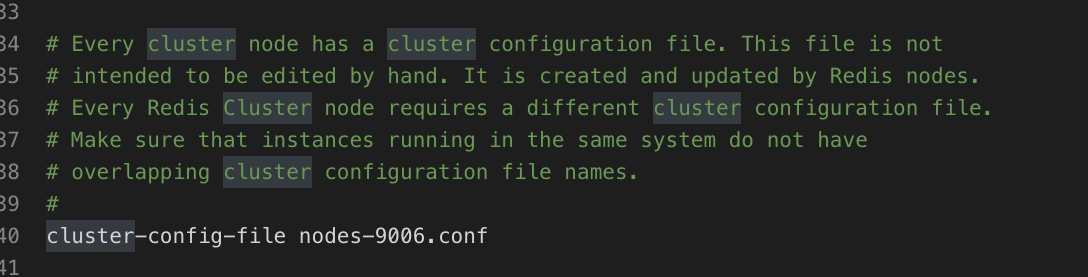 33
34 # Every cluster node has a cluster configuration file. This file is not
35 # intended to be edited by hand. It is created and updated by Redis nodes.
36 # Every Redis Cluster node requires a different cluster configuration file.
37 # Make sure that instances running in the same system do not have
38 # overlapping cluster configuration file names.
39 #
40 cluster-config-file nodes-9006.conf
41